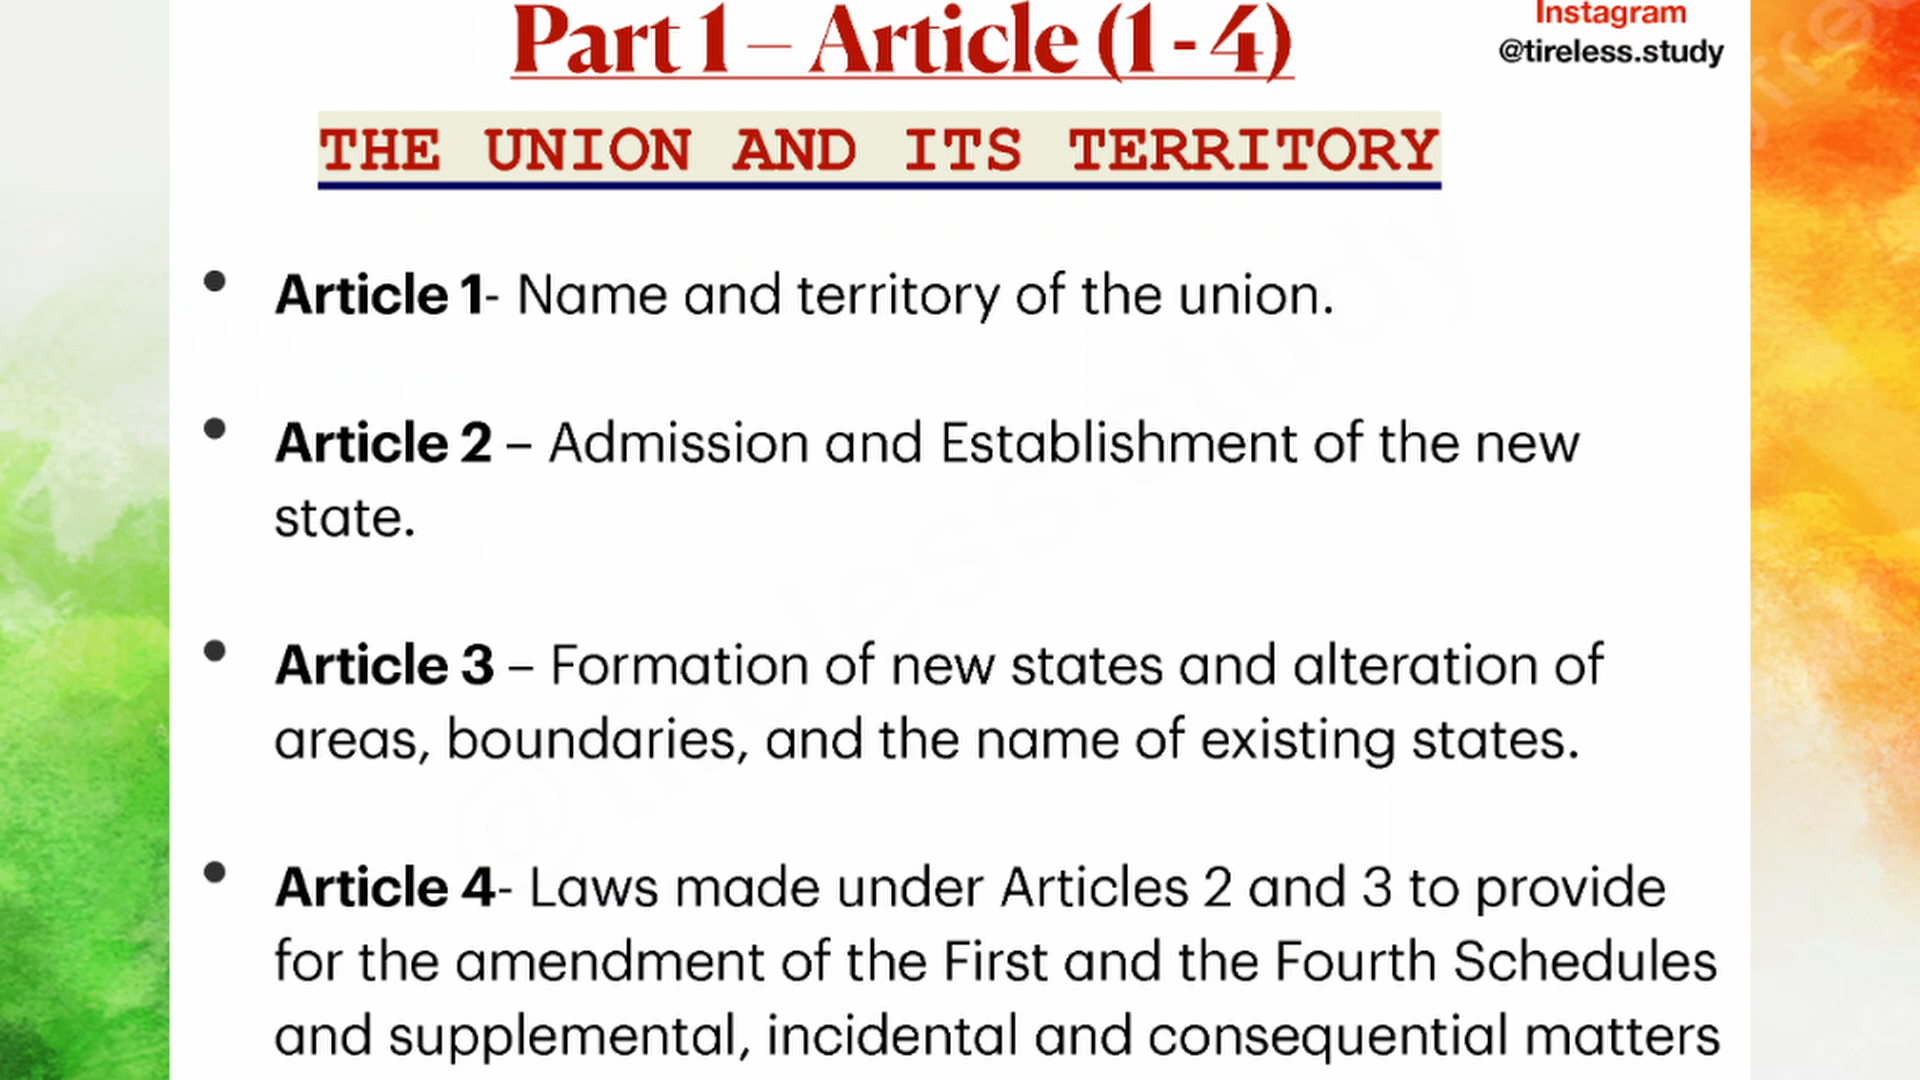 Part 1 – Article (1 - 4)
Instagram
@tireless.study
THE UNION AND ITS TERRITORY
• Article 1- Name and territory of the union.
• Article 2 – Admission and Establishment of the new
state.
• Article 3 – Formation of new states and alteration of
areas, boundaries, and the name of existing states.
• Article 4- Laws made under Articles 2 and 3 to provide
for the amendment of the First and the Fourth Schedules
and supplemental, incidental and consequential matters
@tireless.study